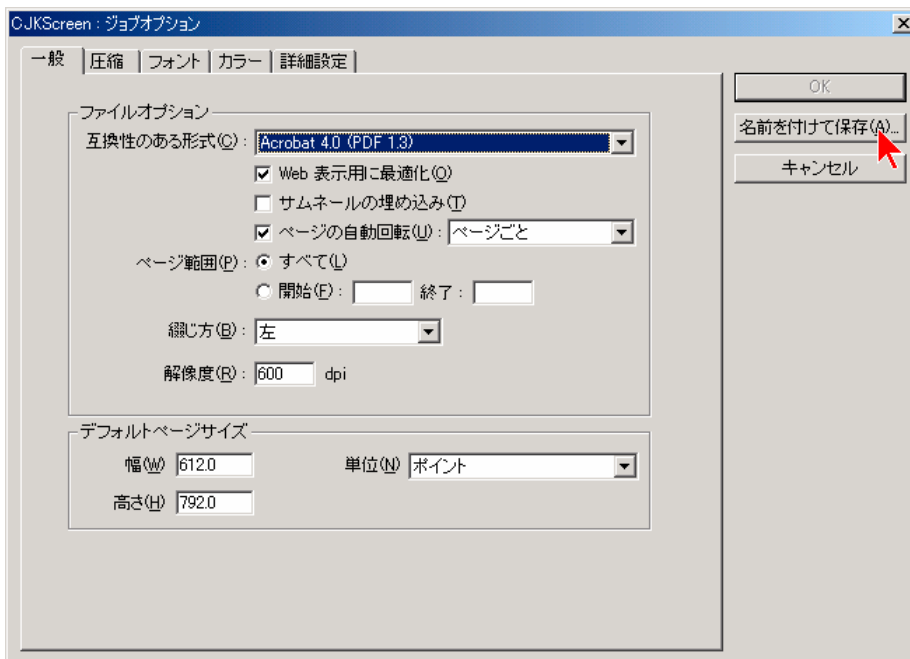 CJKScreen : ジョブオプション
一般 圧縮 フォント カラー 詳細設定
OK
名前を付けて保存(A)...
キャンセル
ファイルオプション
互換性のある形式(C) : Acrobat 4.0 (PDF 1.3)
Web 表示用に最適化(O)
サムネールの埋め込み(T)
ページの自動回転(U) : ページごと
ページ範囲(P) : すべて(L)
開始(F) : 終了 :
綴じ方(B) : 左
解像度(R) : 600 dpi
デフォルトページサイズ
幅(W) 612.0 単位(N) ポイント
高さ(H) 792.0